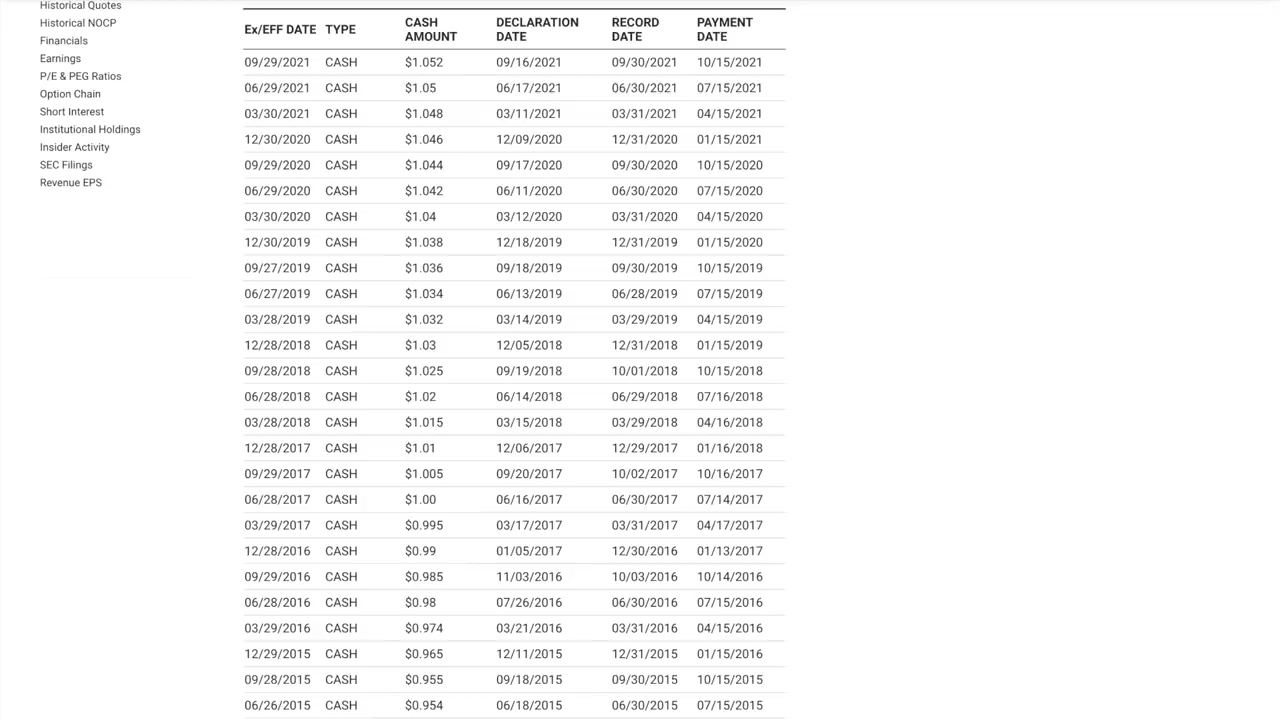 Historical Quotes
Historical NOCP
Financials
Earnings
P/E & PEG Ratios
Option Chain
Short Interest
Institutional Holdings
Insider Activity
SEC Filings
Revenue EPS
Ex/EFF DATE TYPE CASH AMOUNT DECLARATION DATE RECORD DATE PAYMENT DATE
09/29/2021 CASH $1.052 09/16/2021 09/30/2021 10/15/2021
06/29/2021 CASH $1.05 06/17/2021 06/30/2021 07/15/2021
03/30/2021 CASH $1.048 03/11/2021 03/31/2021 04/15/2021
12/30/2020 CASH $1.046 12/09/2020 12/31/2020 01/15/2021
09/29/2020 CASH $1.044 09/17/2020 09/30/2020 10/15/2020
06/29/2020 CASH $1.042 06/11/2020 06/30/2020 07/15/2020
03/30/2020 CASH $1.04 03/12/2020 03/31/2020 04/15/2020
12/30/2019 CASH $1.038 12/18/2019 12/31/2019 01/15/2020
09/27/2019 CASH $1.036 09/18/2019 09/30/2019 10/15/2019
06/27/2019 CASH $1.034 06/13/2019 06/28/2019 07/15/2019
03/28/2019 CASH $1.032 03/14/2019 03/29/2019 04/15/2019
12/28/2018 CASH $1.03 12/05/2018 12/31/2018 01/15/2019
09/28/2018 CASH $1.025 09/19/2018 10/01/2018 10/15/2018
06/28/2018 CASH $1.02 06/14/2018 06/29/2018 07/16/2018
03/28/2018 CASH $1.015 03/15/2018 03/29/2018 04/16/2018
12/28/2017 CASH $1.01 12/06/2017 12/29/2017 01/16/2018
09/29/2017 CASH $1.005 09/20/2017 10/02/2017 10/16/2017
06/28/2017 CASH $1.00 06/16/2017 06/30/2017 07/14/2017
03/29/2017 CASH $0.995 03/17/2017 03/31/2017 04/17/2017
12/28/2016 CASH $0.99 01/05/2017 12/30/2016 01/13/2017
09/29/2016 CASH $0.985 11/03/2016 10/03/2016 10/14/2016
06/28/2016 CASH $0.98 07/26/2016 06/30/2016 07/15/2016
03/29/2016 CASH $0.974 03/21/2016 03/31/2016 04/15/2016
12/29/2015 CASH $0.965 12/11/2015 12/31/2015 01/15/2016
09/28/2015 CASH $0.955 09/18/2015 09/30/2015 10/15/2015
06/26/2015 CASH $0.954 06/18/2015 06/30/2015 07/15/2015